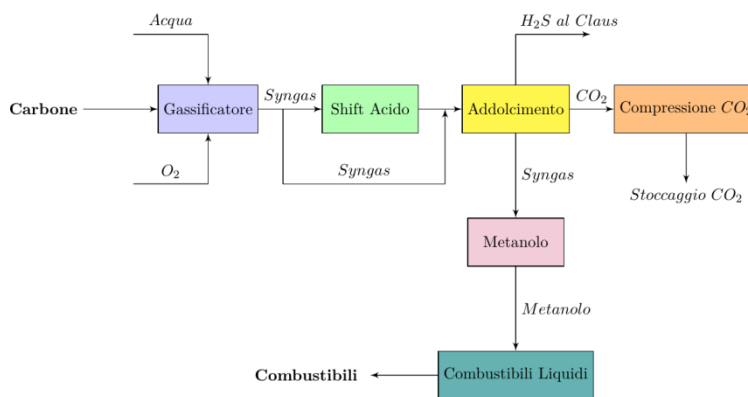 Acqua
H₂S al Claus
Carbone
Gassificatore
Syngas
Shift Acido
Addolcimento
CO₂
Compressione CO₂
O₂
Syngas
Syngas
Stoccaggio CO₂
Metanolo
Metanolo
Combustibili
Combustibili Liquidi